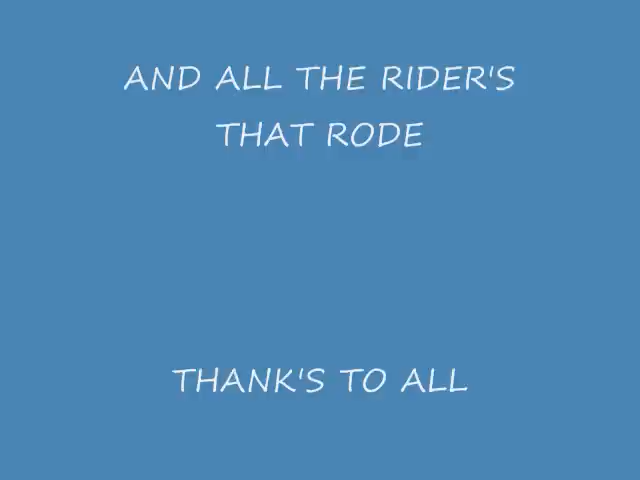 AND ALL THE RIDER'S
THAT RODE
THANK'S TO ALL